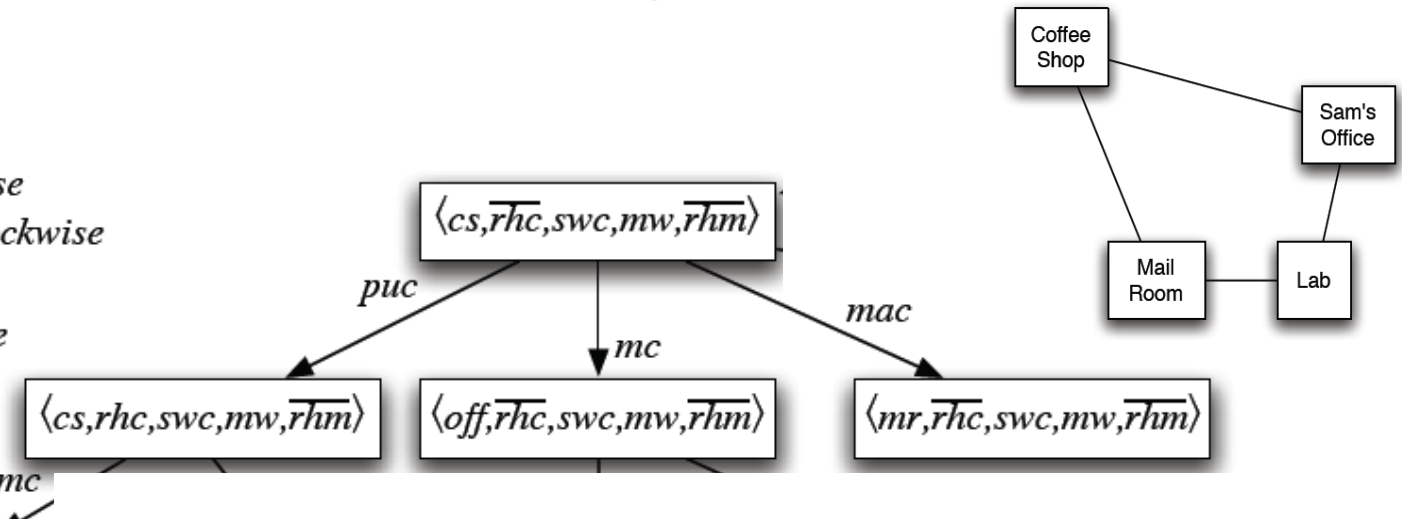 Coffee
Shop
Sam's
Office
Mail
Room
Lab
se
ckwise
e
⟨cs,r̅h̅c̅,swc,mw,r̅h̅m̅⟩
puc
mc
mac
⟨cs,rhc,swc,mw,r̅h̅m̅⟩
⟨off,r̅h̅c̅,swc,mw,r̅h̅m̅⟩
⟨mr,r̅h̅c̅,swc,mw,r̅h̅m̅⟩
mc